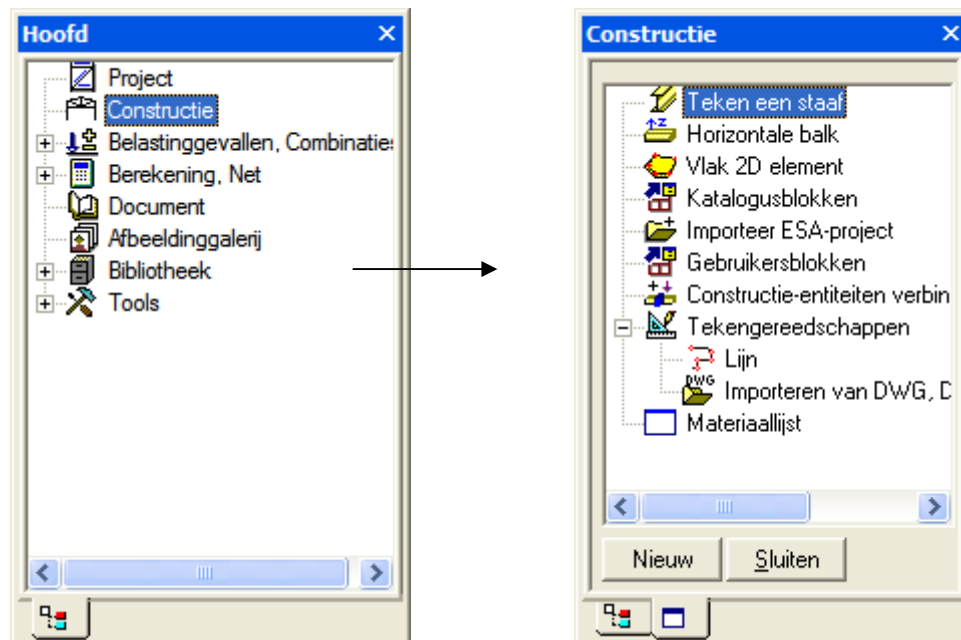 Hoofd
Project
Constructie
Belastinggevallen, Combinaties
Berekening, Net
Document
Afbeeldinggalerij
Bibliotheek
Tools
Constructie
Teken een staaf
Horizontale balk
Vlak 2D element
Katalogusblokken
Importeer ESA-project
Gebruikersblokken
Constructie-entiteiten verbin
Tekengereedschappen
Lijn
DWG
Importeren van DWG, D
Materiaallijst
Nieuw
Sluiten